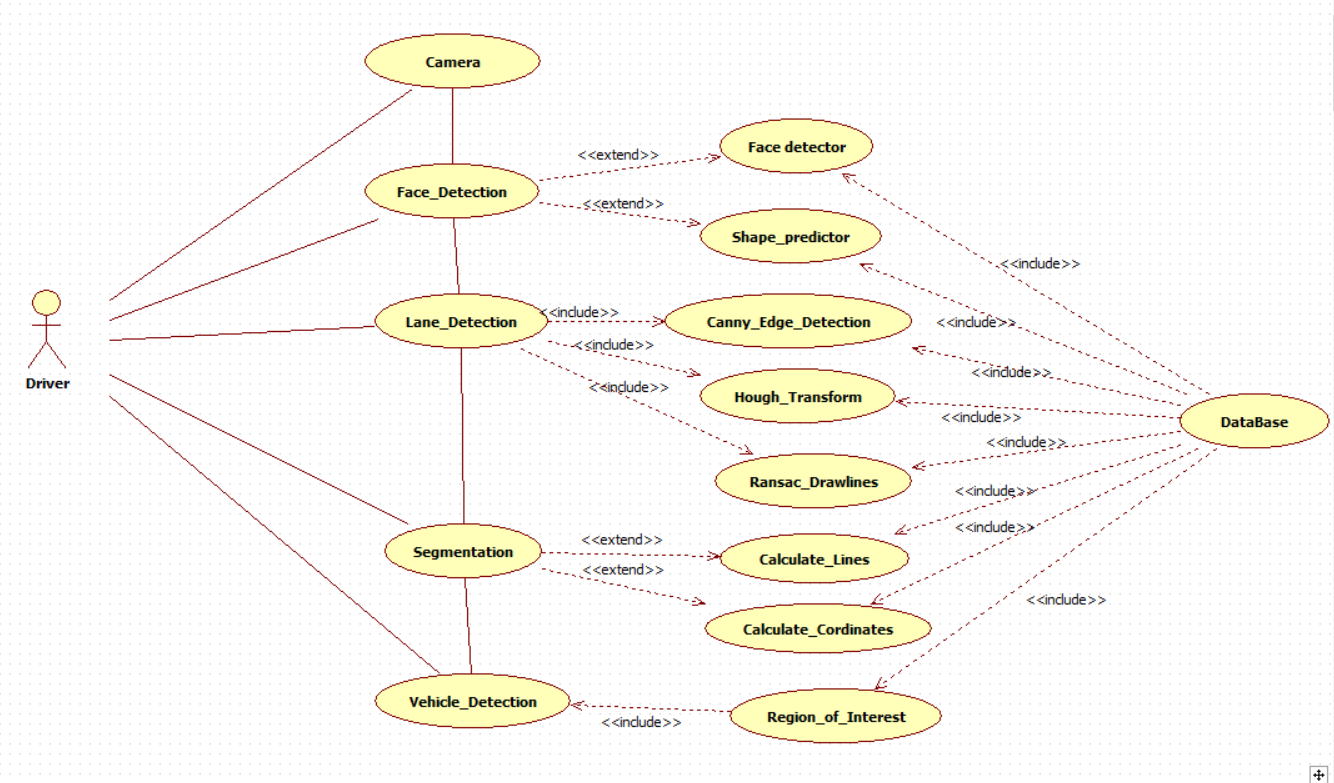 Camera
Face detector
<<extend>>
Face_Detection
<<extend>>
Shape_predictor
<<include>>
Driver
Lane_Detection
<<include>>
Canny_Edge_Detection
<<include>>
<<include>>
<<include>>
<<include>>
Hough_Transform
<<include>>
DataBase
<<include>>
Ransac_Drawlines
<<include>>
<<include>>
Segmentation
<<extend>>
Calculate_Lines
<<extend>>
<<include>>
Calculate_Cordinates
Vehicle_Detection
<<include>>
Region_of_Interest